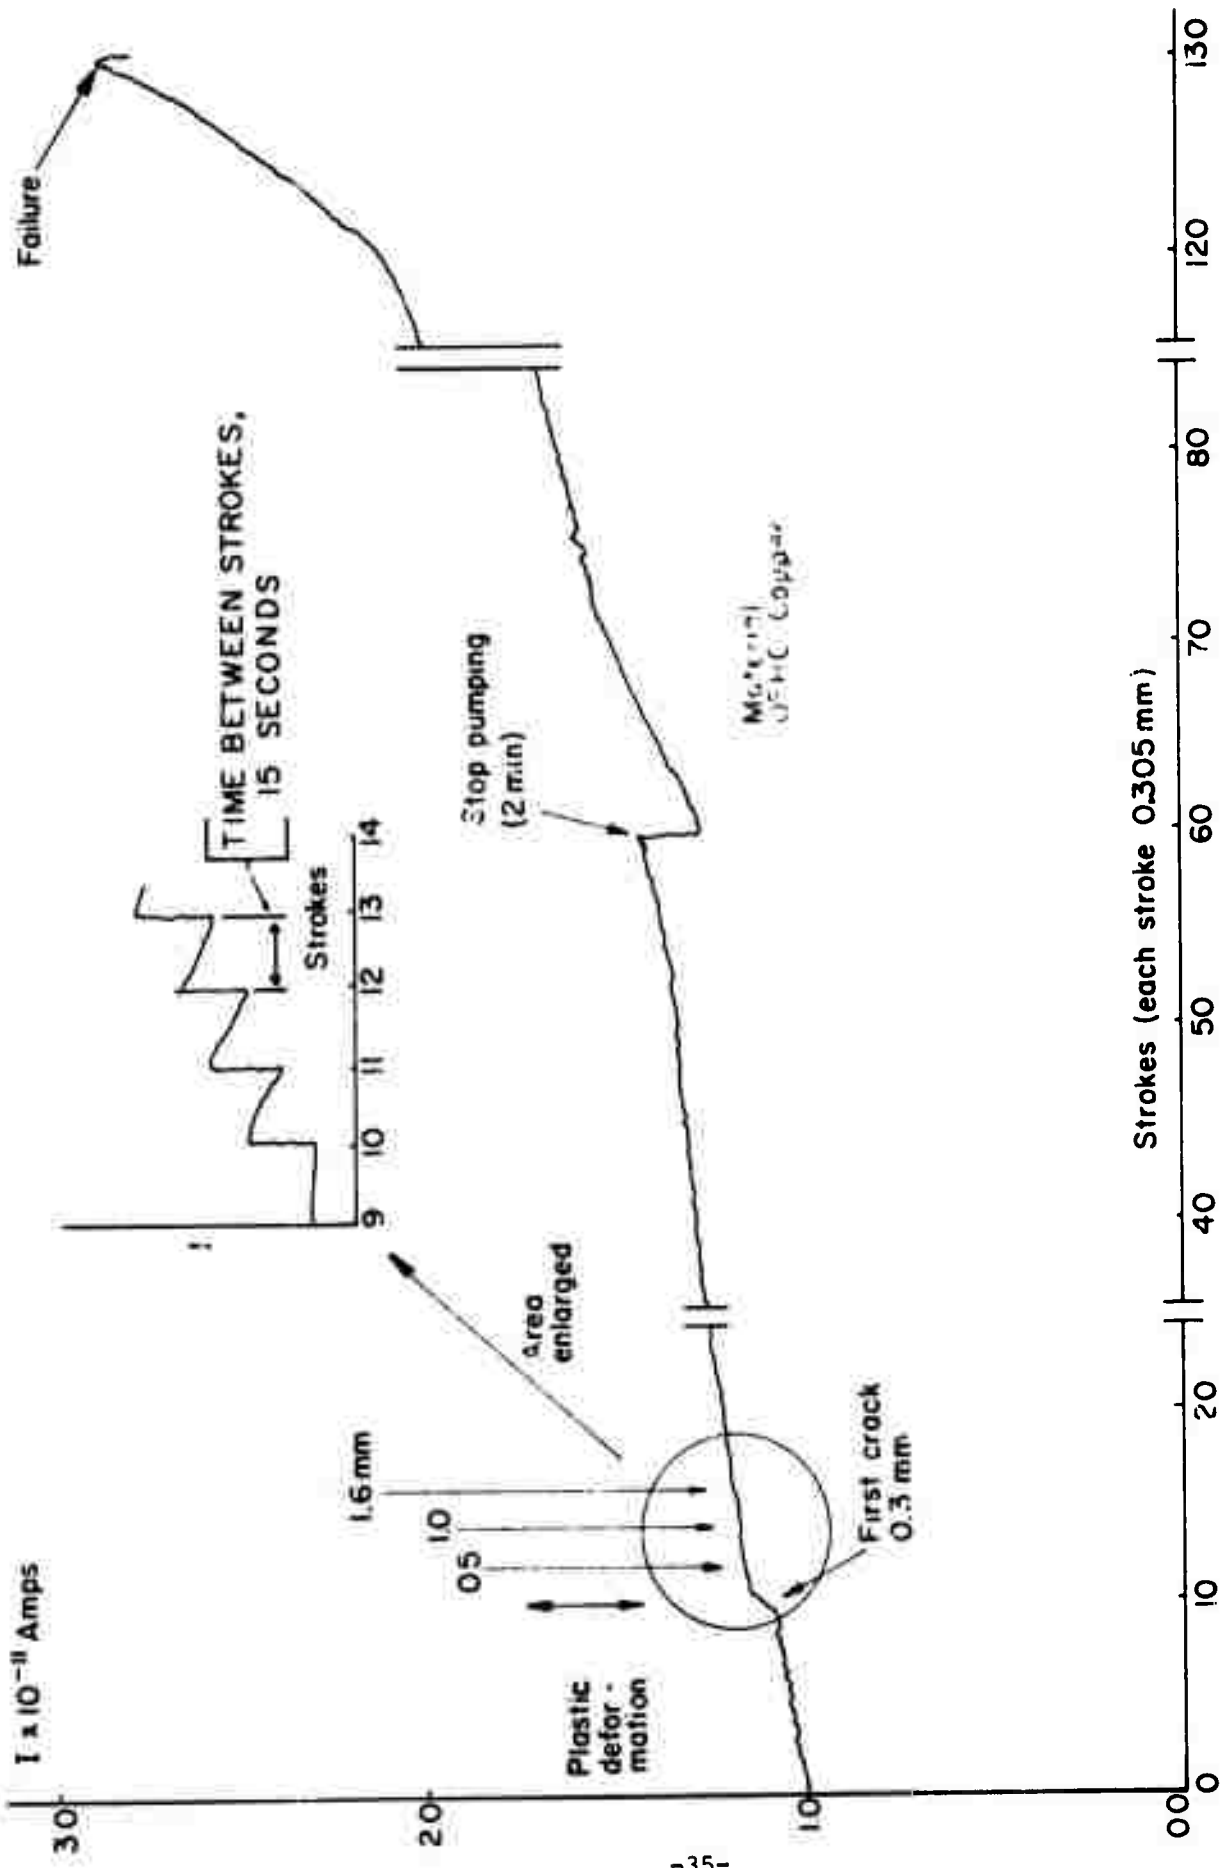 I x 10⁻¹¹ Amps
3.0
2.0
1.0
0.0
Failure
TIME BETWEEN STROKES,
15 SECONDS
Strokes
9 10 11 12 13 14
Area
enlarged
1.6 mm
1.0
0.5
Plastic
defor-
mation
First crack
0.3 mm
Stop pumping
(2 min)
Material
Copper
0 10 20 40 50 60 70 80 120 130
Strokes (each stroke 0.305 mm)
-35-